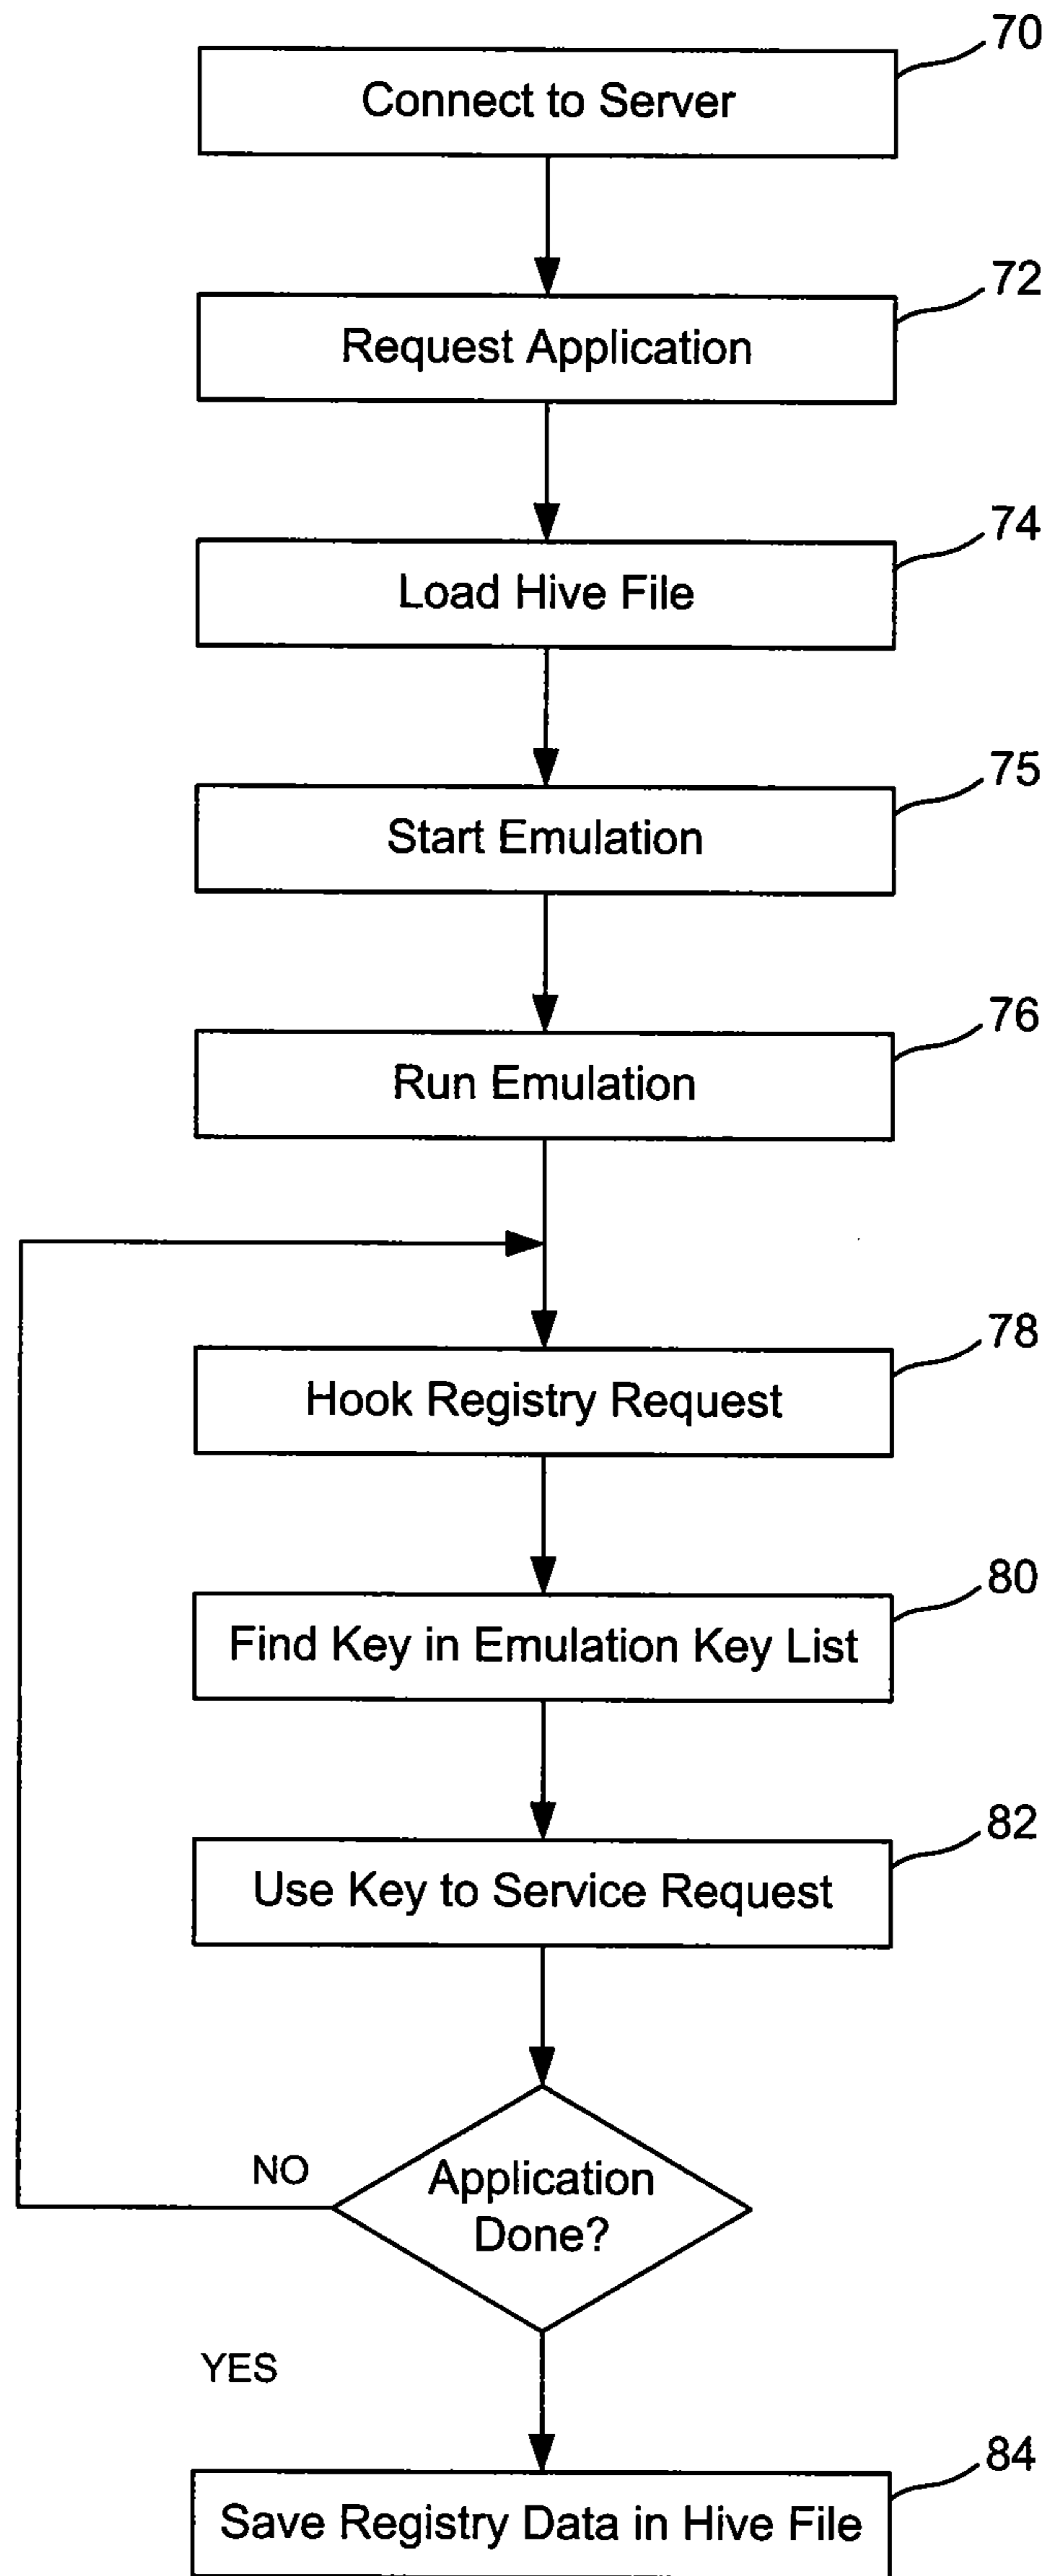 70
Connect to Server
72
Request Application
74
Load Hive File
75
Start Emulation
76
Run Emulation
78
Hook Registry Request
80
Find Key in Emulation Key List
82
Use Key to Service Request
NO
Application
Done?
YES
84
Save Registry Data in Hive File